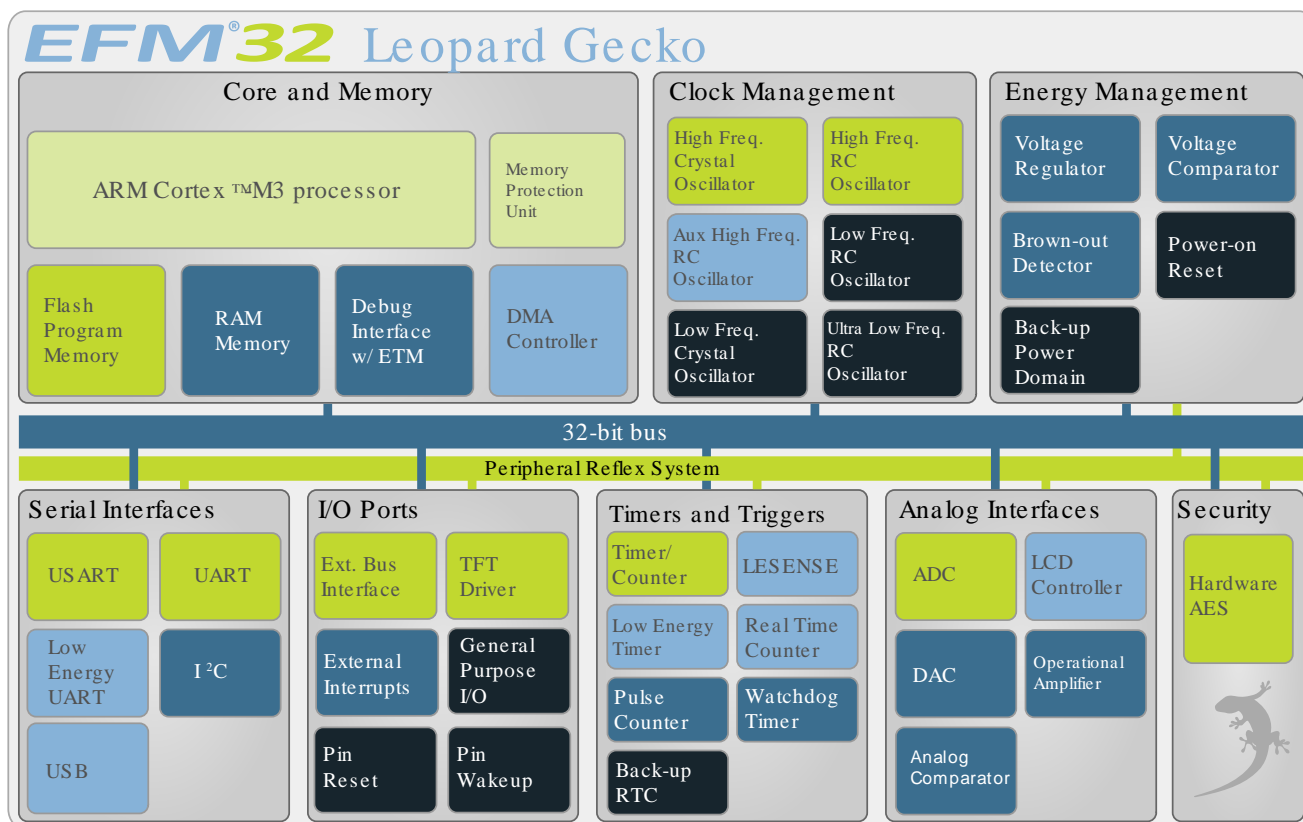 EFM®32 Leopard Gecko
Core and Memory
ARM Cortex ™M3 processor
Memory
Protection
Unit
Flash
Program
Memory
RAM
Memory
Debug
Interface
w/ ETM
DMA
Controller
Clock Management
High Freq.
Crystal
Oscillator
High Freq.
RC
Oscillator
Aux High Freq.
RC
Oscillator
Low Freq.
RC
Oscillator
Low Freq.
Crystal
Oscillator
Ultra Low Freq.
RC
Oscillator
Energy Management
Voltage
Regulator
Voltage
Comparator
Brown-out
Detector
Power-on
Reset
Back-up
Power
Domain
32-bit bus
Peripheral Reflex System
Serial Interfaces
USART
UART
Low
Energy
UART
I²C
USB
I/O Ports
Ext. Bus
Interface
TFT
Driver
External
Interrupts
General
Purpose
I/O
Pin
Reset
Pin
Wakeup
Timers and Triggers
Timer/
Counter
LESENSE
Low Energy
Timer
Real Time
Counter
Pulse
Counter
Watchdog
Timer
Back-up
RTC
Analog Interfaces
ADC
LCD
Controller
DAC
Operational
Amplifier
Analog
Comparator
Security
Hardware
AES